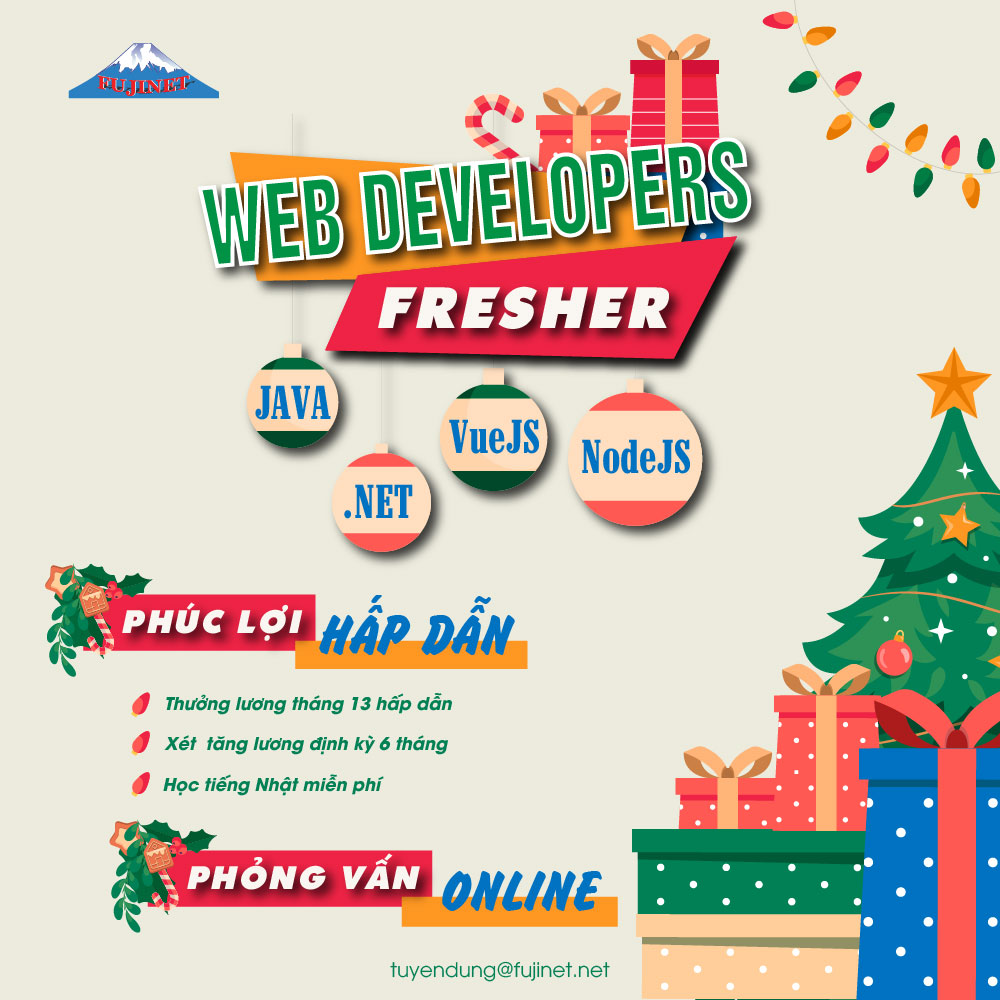 FUJINET
WEB DEVELOPERS
FRESHER
JAVA
.NET
VueJS
NodeJS
PHÚC LỢI HẤP DẪN
Thưởng lương tháng 13 hấp dẫn
Xét tăng lương định kỳ 6 tháng
Học tiếng Nhật miễn phí
PHỎNG VẤN ONLINE
tuyendung@fujinet.net